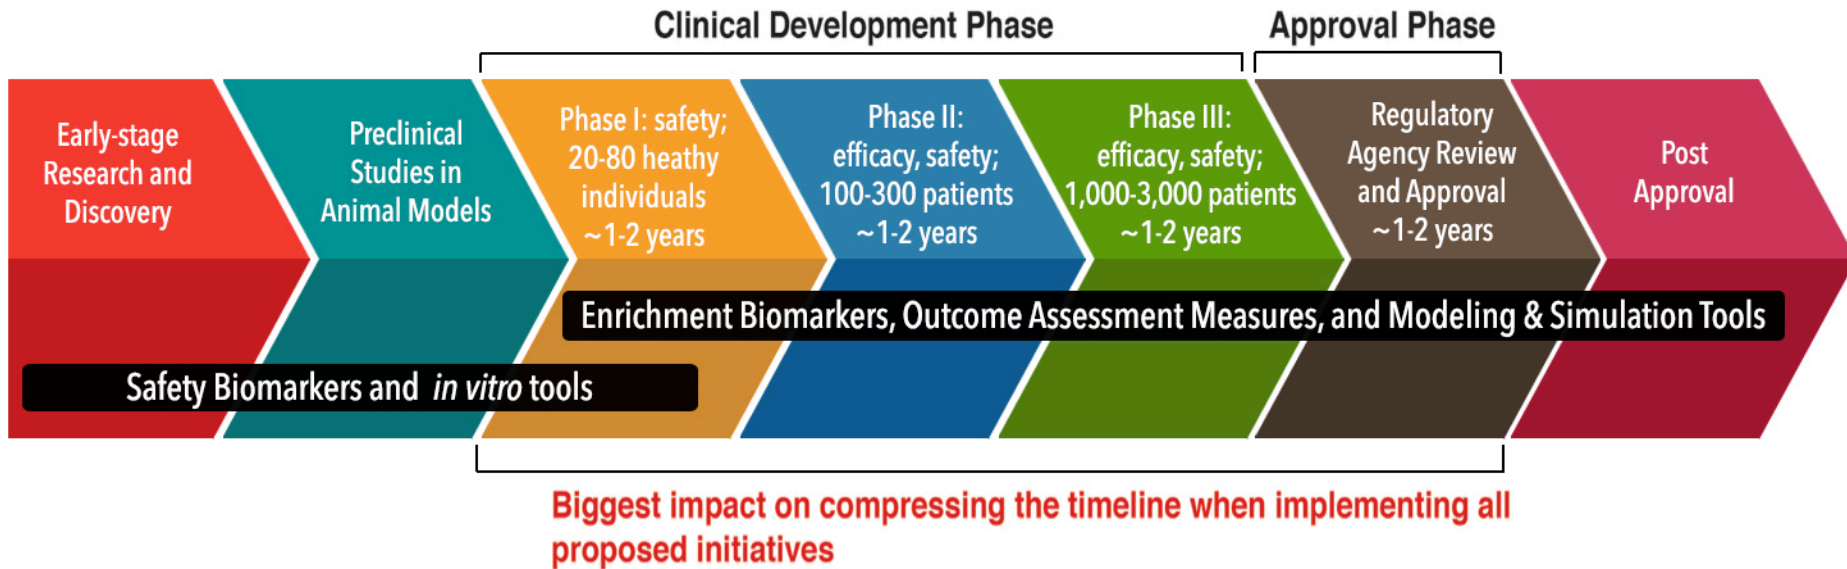 Clinical Development Phase
Approval Phase
Early-stage
Research and
Discovery
Preclinical
Studies in
Animal Models
Phase I: safety;
20-80 heathy
individuals
~1-2 years
Phase II:
efficacy, safety;
100-300 patients
~1-2 years
Phase III:
efficacy, safety;
1,000-3,000 patients
~1-2 years
Regulatory
Agency Review
and Approval
~1-2 years
Post
Approval
Enrichment Biomarkers, Outcome Assessment Measures, and Modeling & Simulation Tools
Safety Biomarkers and in vitro tools
Biggest impact on compressing the timeline when implementing all
proposed initiatives